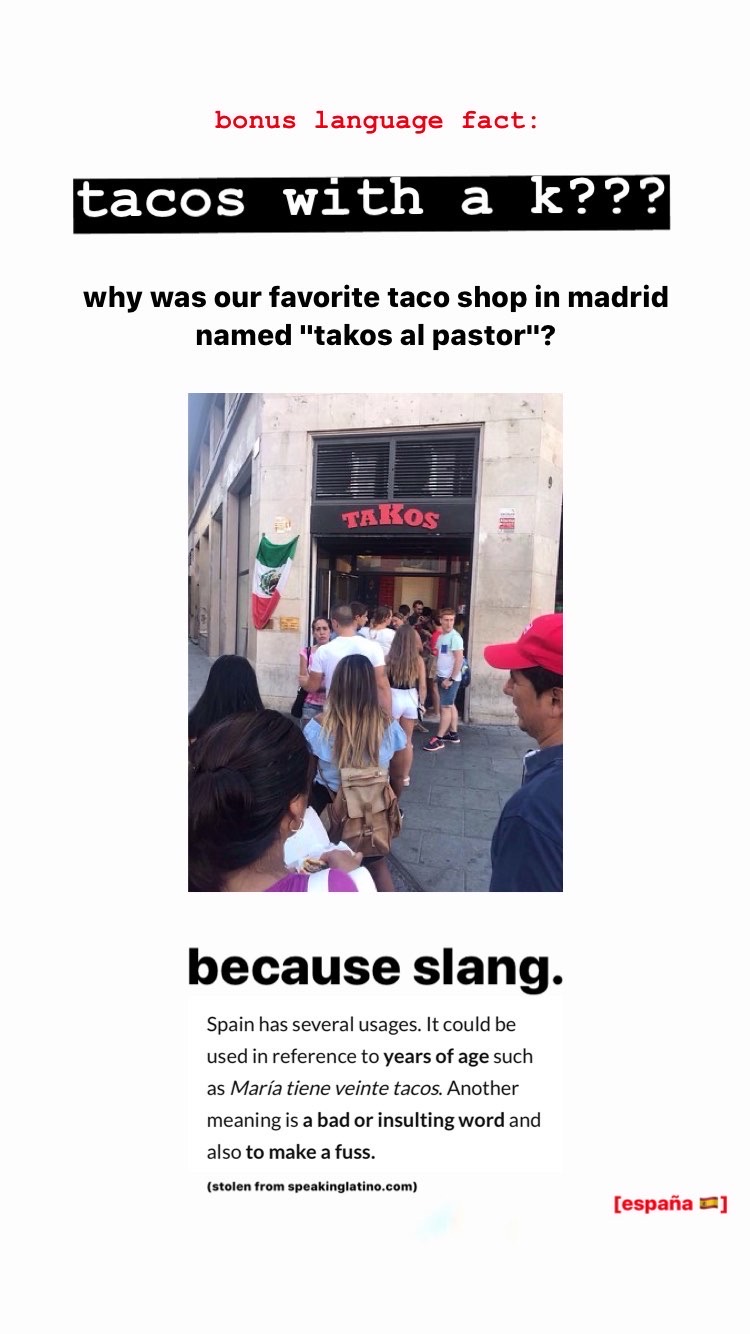 bonus language fact:
tacos with a k???
why was our favorite taco shop in madrid
named "takos al pastor"?
TAKOS
because slang.
Spain has several usages. It could be
used in reference to years of age such
as María tiene veinte tacos. Another
meaning is a bad or insulting word and
also to make a fuss.
(stolen from speakinglatino.com)
[españa 🇪🇸]